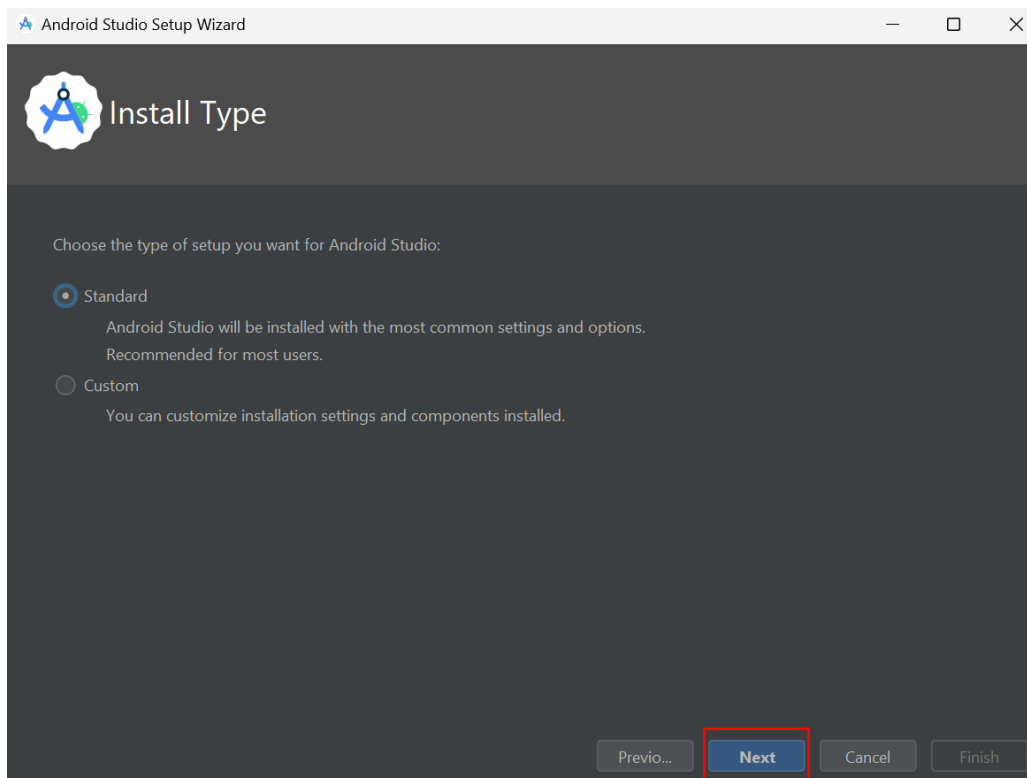 Android Studio Setup Wizard
Install Type
Choose the type of setup you want for Android Studio:
Standard
Android Studio will be installed with the most common settings and options.
Recommended for most users.
Custom
You can customize installation settings and components installed.
Previo... Next Cancel Finish